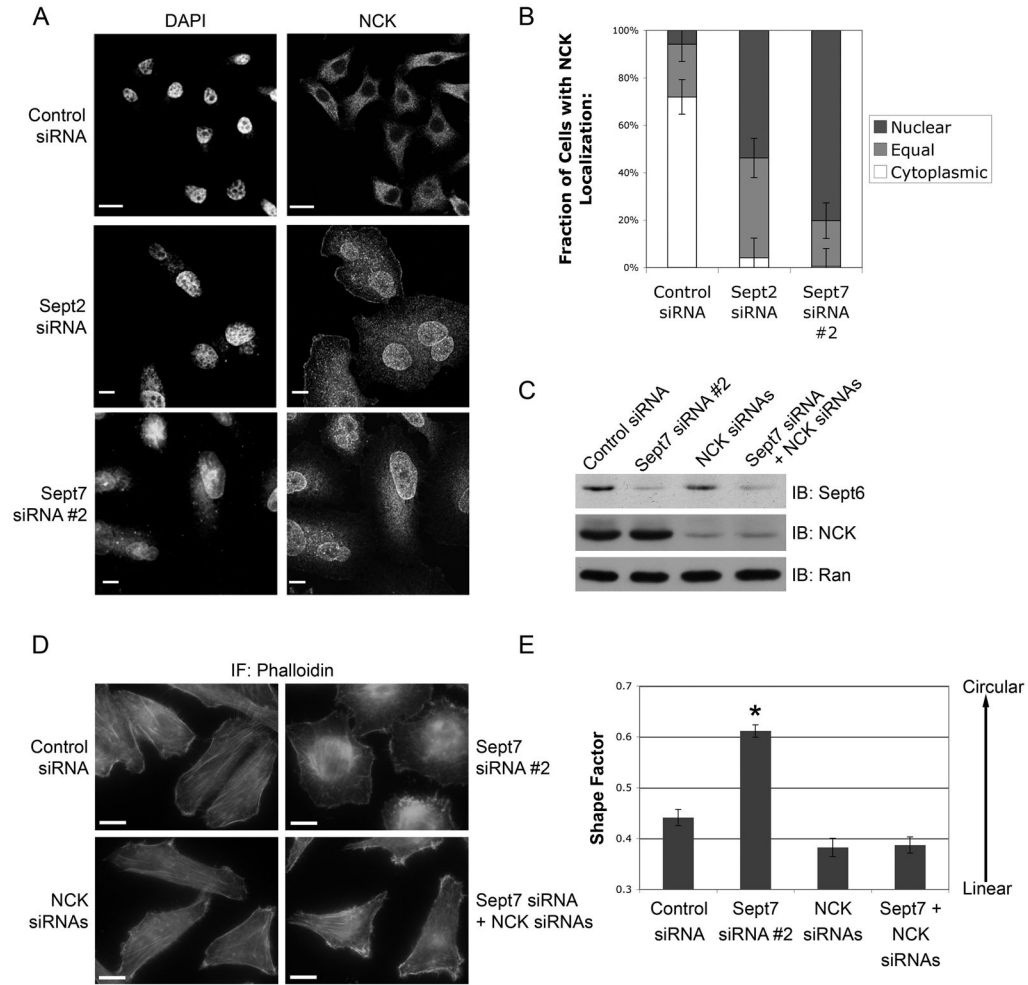 A
DAPI
NCK
Control
siRNA
Sept2
siRNA
Sept7
siRNA #2
B
Fraction of Cells with NCK
Localization:
100%
80%
60%
40%
20%
0%
Control
siRNA
Sept2
siRNA
Sept7
siRNA
#2
Nuclear
Equal
Cytoplasmic
C
Control siRNA
Sept7 siRNA #2
NCK siRNAs
Sept7 siRNA
+ NCK siRNAs
IB: Sept6
IB: NCK
IB: Ran
D
IF: Phalloidin
Control
siRNA
Sept7
siRNA #2
NCK
siRNAs
Sept7 siRNA
+ NCK siRNAs
E
Shape Factor
0.7
0.6
0.5
0.4
0.3
*
Control
siRNA
Sept7
siRNA #2
NCK
siRNAs
Sept7 +
NCK
siRNAs
Circular
Linear